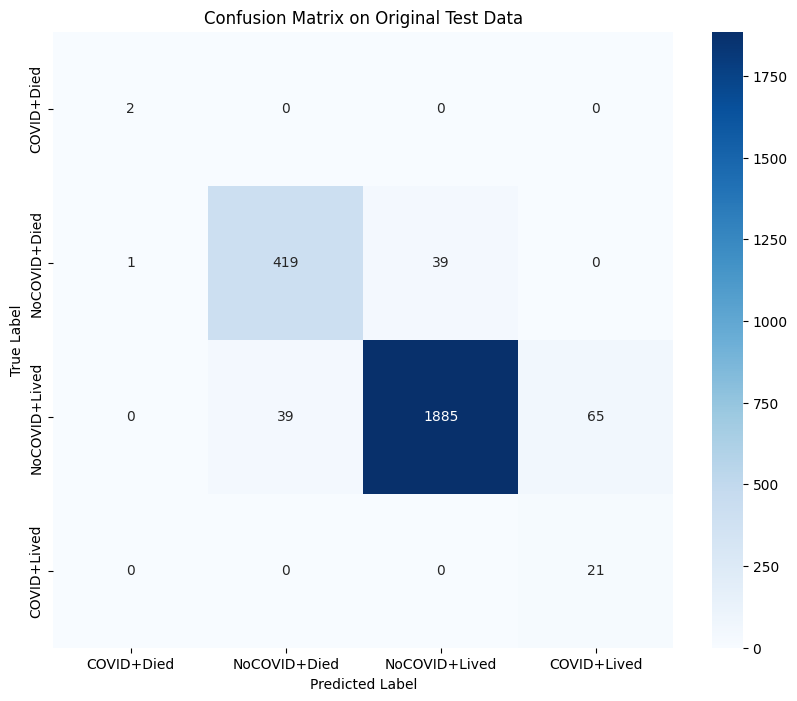 Confusion Matrix on Original Test Data
True Label
COVID+Died
2 0 0 0
NoCOVID+Died
1 419 39 0
NoCOVID+Lived
0 39 1885 65
COVID+Lived
0 0 0 21
COVID+Died NoCOVID+Died NoCOVID+Lived COVID+Lived
Predicted Label
1750
1500
1250
1000
750
500
250
0